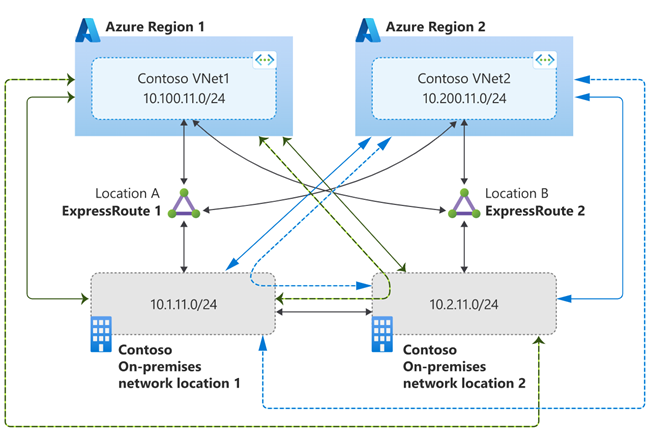 Azure Region 1
Azure Region 2
Contoso VNet1
10.100.11.0/24
Contoso VNet2
10.200.11.0/24
Location A
ExpressRoute 1
Location B
ExpressRoute 2
10.1.11.0/24
10.2.11.0/24
Contoso
On-premises
network location 1
Contoso
On-premises
network location 2